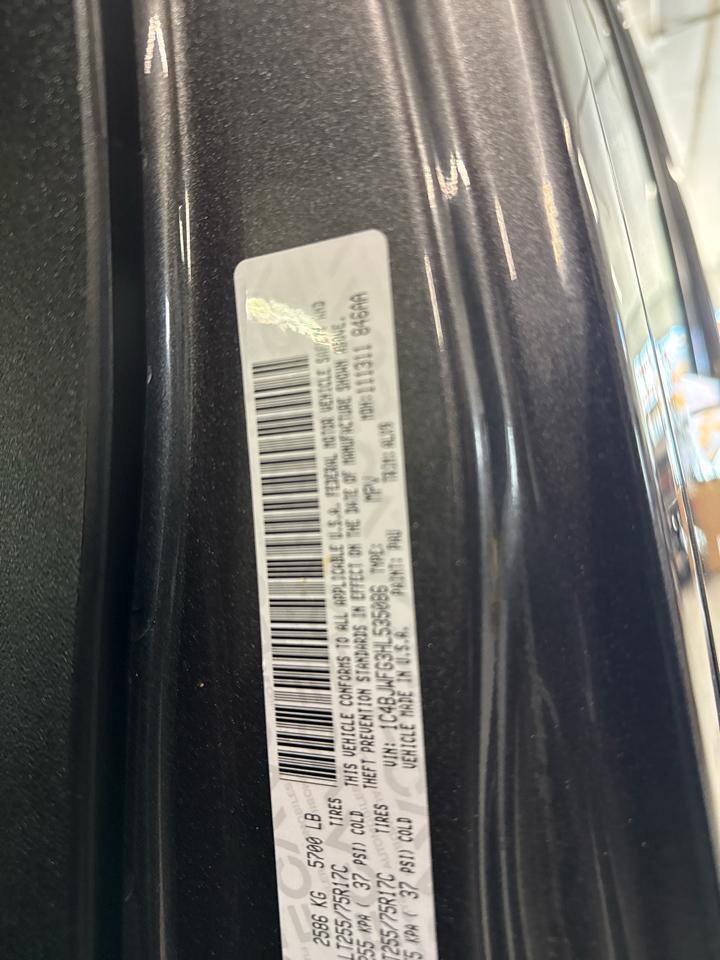 2586 KG 5700 LB
LT255/75R17C TIRES
255 KPA ( 37 PSI) COLD
LT255/75R17C TIRES
55 KPA ( 37 PSI) COLD
THIS VEHICLE CONFORMS TO ALL APPLICABLE U.S.A. FEDERAL MOTOR VEHICLE SAFETY AND
THEFT PREVENTION STANDARDS IN EFFECT ON THE DATE OF MANUFACTURE SHOWN ABOVE.
VIN: 1C4BJWFG3HL535086 TYPE: MPV MDH: 111311 846AA
VEHICLE MADE IN U.S.A. PAINT: PAU TRIM: